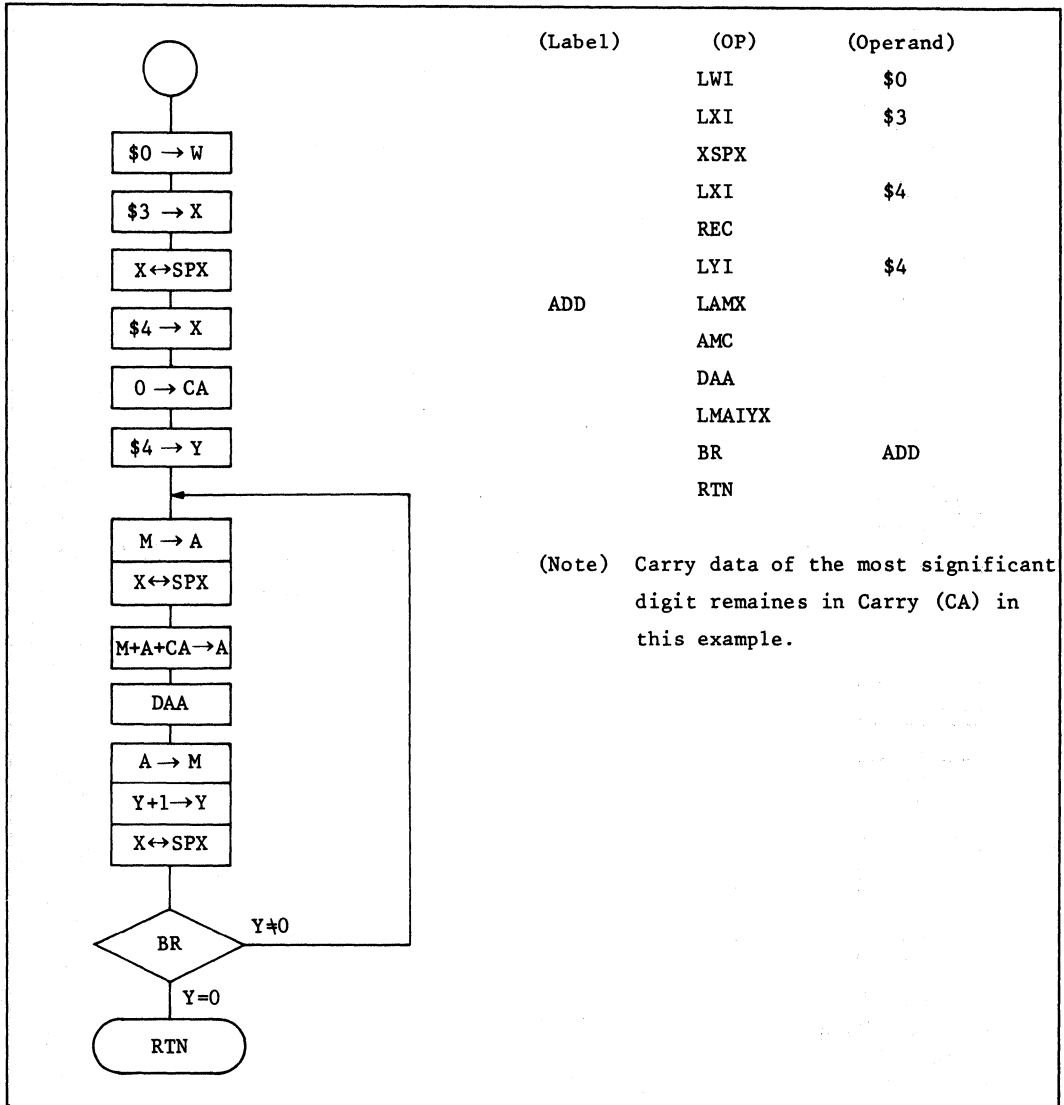 $0 → W
$3 → X
X↔SPX
$4 → X
0 → CA
$4 → Y
M → A
X↔SPX
M+A+CA→A
DAA
A → M
Y+1→Y
X↔SPX
BR
Y≠0
Y=0
RTN
(Label) (OP) (Operand)
LWI $0
LXI $3
XSPX
LXI $4
REC
LYI $4
ADD LAMX
AMC
DAA
LMAIYX
BR ADD
RTN
(Note) Carry data of the most significant
digit remaines in Carry (CA) in
this example.